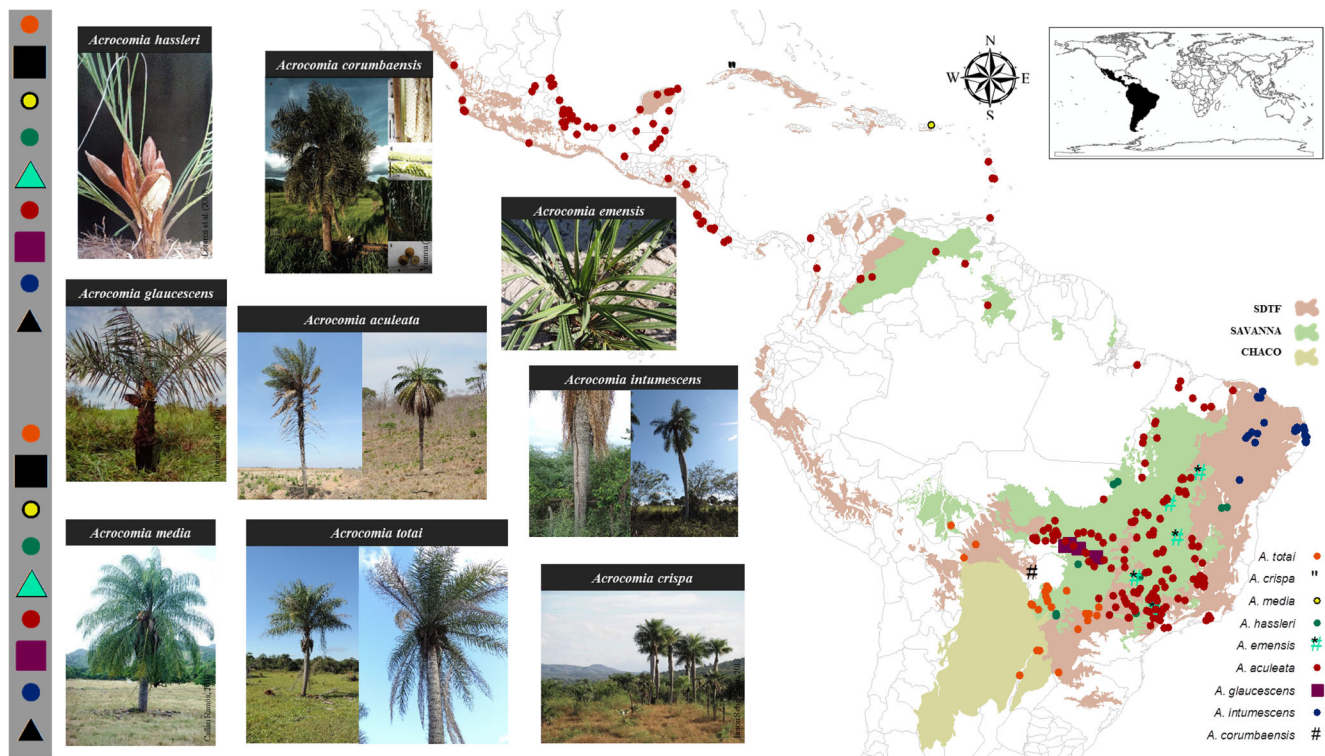 Acrocomia hassleri
Acrocomia corumbaensis
Acrocomia emensis
Acrocomia glaucescens
Acrocomia aculeata
Acrocomia intumescens
Acrocomia media
Acrocomia totai
Acrocomia crispa
N
W
E
S
SDTF
SAVANNA
CHACO
A. totai
A. crispa "
A. media
A. hassleri
A. emensis *#
A. aculeata
A. glaucescens
A. intumescens
A. corumbaensis #